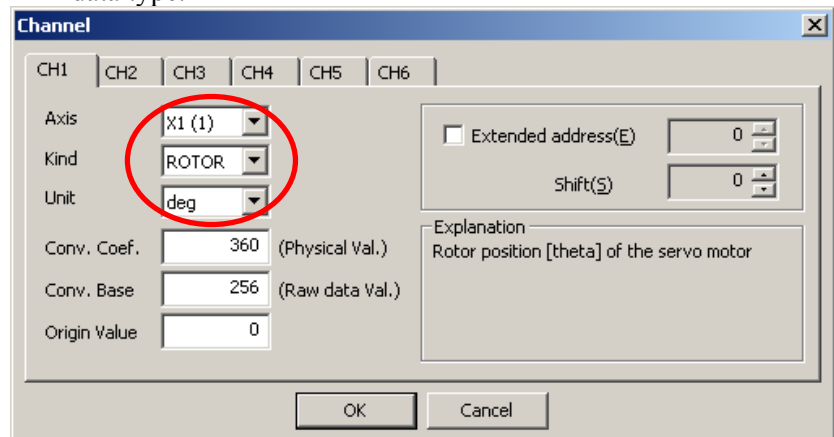 data type.
Channel
CH1 CH2 CH3 CH4 CH5 CH6
Axis X1 (1)
Kind ROTOR
Unit deg
Conv. Coef. 360 (Physical Val.)
Conv. Base 256 (Raw data Val.)
Origin Value 0
Extended address(E) 0
Shift(S) 0
Explanation
Rotor position [theta] of the servo motor
OK Cancel